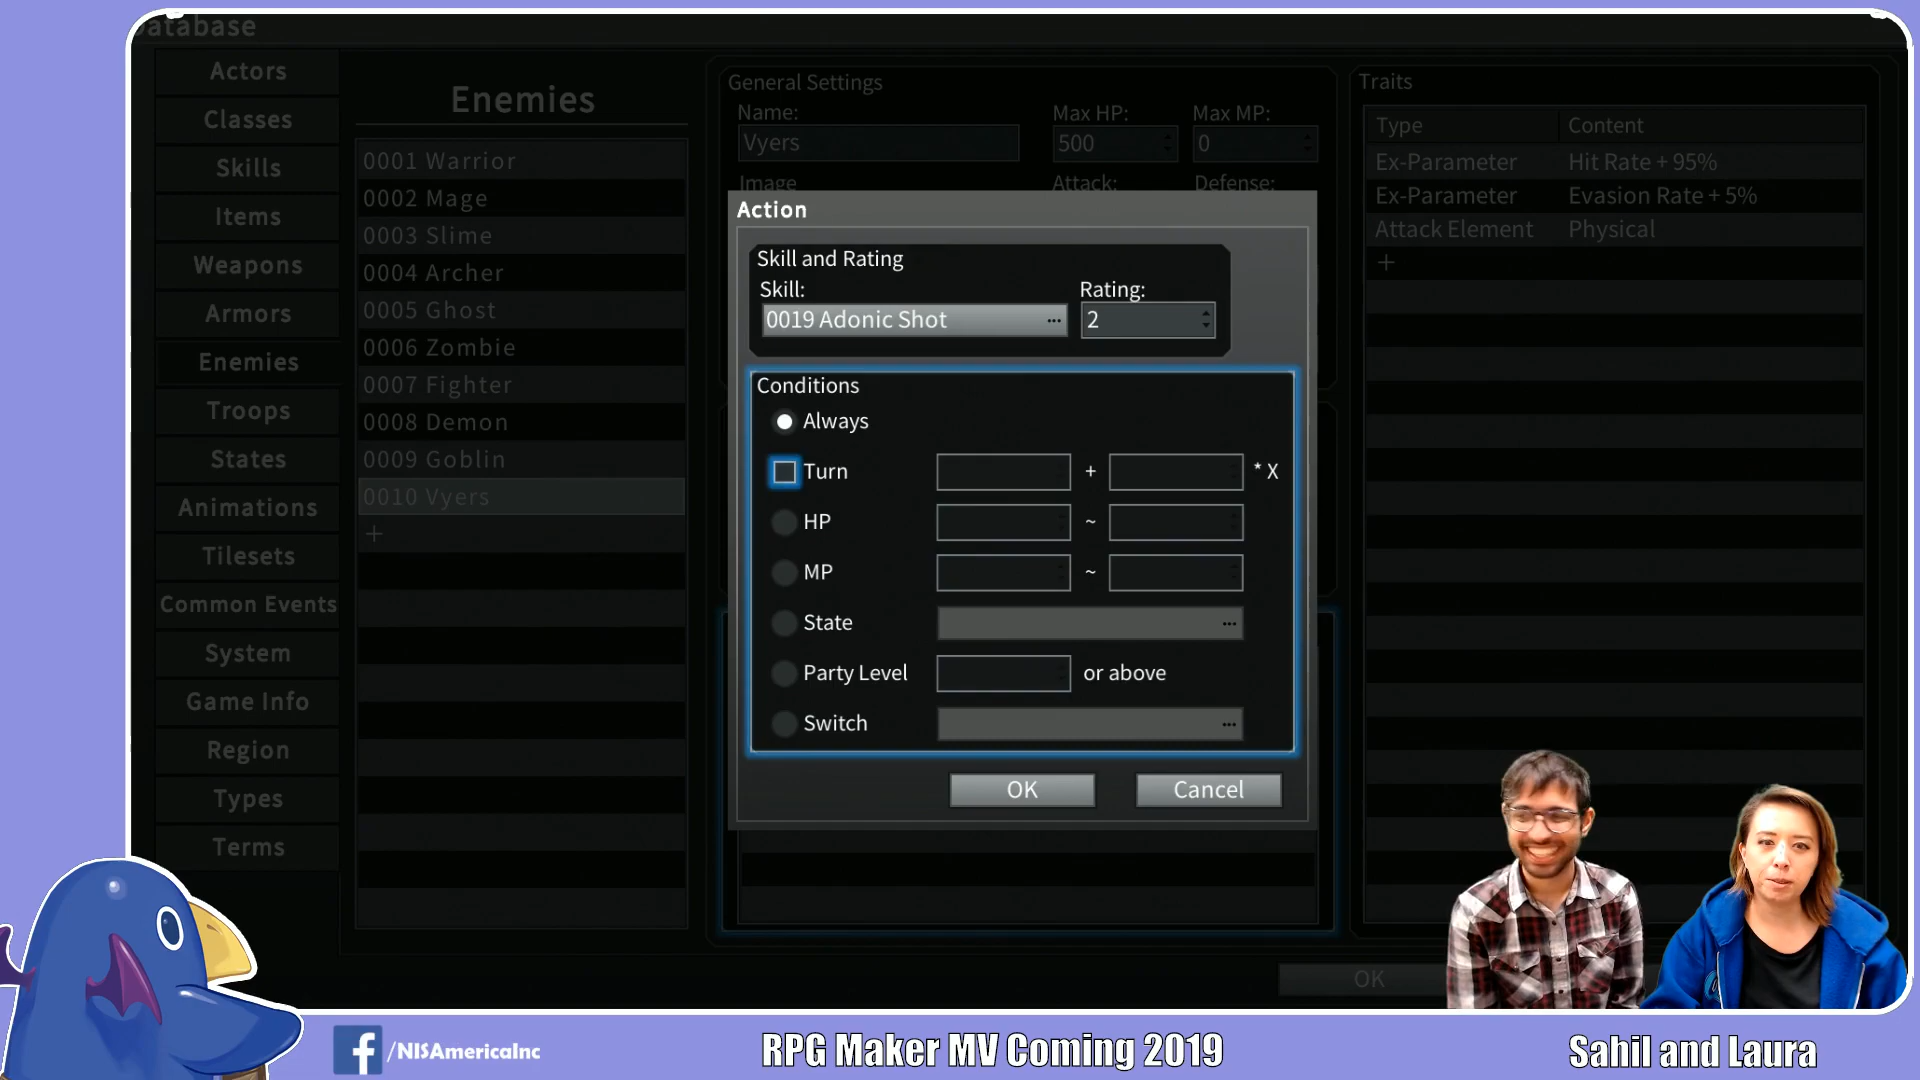 Database
Actors
Classes
Skills
Items
Weapons
Armors
Enemies
Troops
States
Animations
Tilesets
Common Events
System
Game Info
Region
Types
Terms
Enemies
0001 Warrior
0002 Mage
0003 Slime
0004 Archer
0005 Ghost
0006 Zombie
0007 Fighter
0008 Demon
0009 Goblin
0010 Vyers
+
General Settings
Name: Max HP: Max MP:
Vyers 500 0
Image Attack: Defense:
Action
Skill and Rating
Skill: Rating:
0019 Adonic Shot ... 2
Conditions
Always
Turn + * X
HP ~
MP ~
State ...
Party Level or above
Switch ...
OK Cancel
Traits
Type Content
Ex-Parameter Hit Rate + 95%
Ex-Parameter Evasion Rate + 5%
Attack Element Physical
+
OK
f /NISAmericaInc
RPG Maker MV Coming 2019
Sahil and Laura